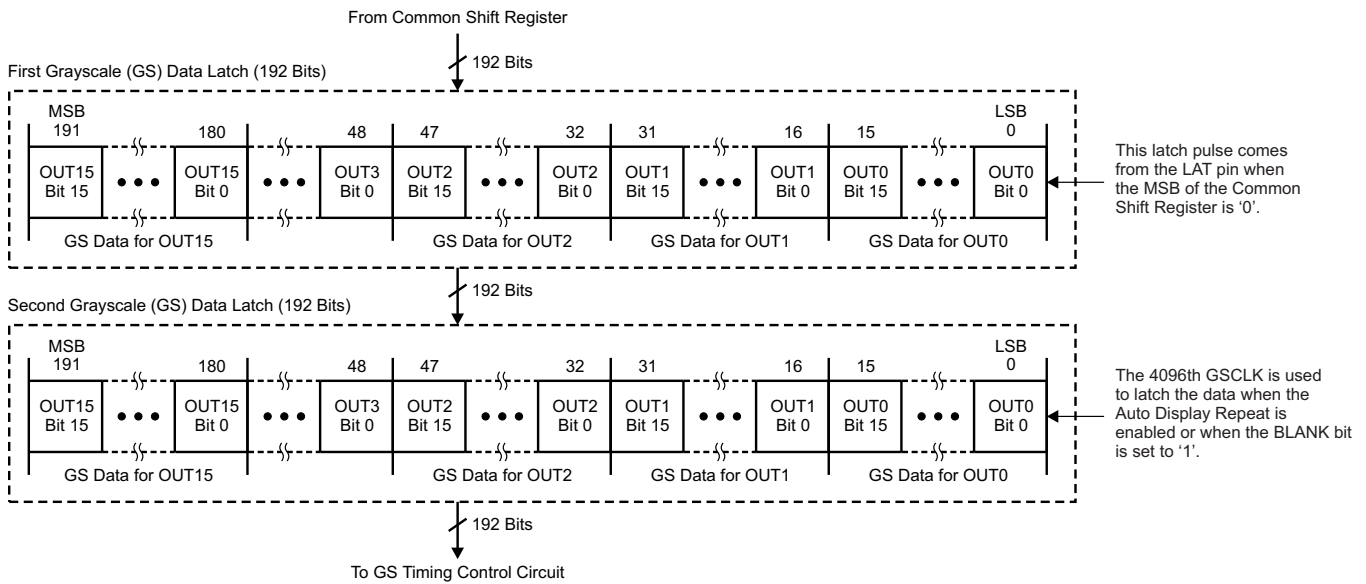 From Common Shift Register
192 Bits
First Grayscale (GS) Data Latch (192 Bits)
MSB
LSB
191 180 48 47 32 31 16 15 0
OUT15 Bit 15
OUT15 Bit 0
OUT3 Bit 0
OUT2 Bit 15
OUT2 Bit 0
OUT1 Bit 15
OUT1 Bit 0
OUT0 Bit 15
OUT0 Bit 0
GS Data for OUT15
GS Data for OUT2
GS Data for OUT1
GS Data for OUT0
This latch pulse comes
from the LAT pin when
the MSB of the Common
Shift Register is ‘0’.
192 Bits
Second Grayscale (GS) Data Latch (192 Bits)
MSB
LSB
191 180 48 47 32 31 16 15 0
OUT15 Bit 15
OUT15 Bit 0
OUT3 Bit 0
OUT2 Bit 15
OUT2 Bit 0
OUT1 Bit 15
OUT1 Bit 0
OUT0 Bit 15
OUT0 Bit 0
GS Data for OUT15
GS Data for OUT2
GS Data for OUT1
GS Data for OUT0
The 4096th GSCLK is used
to latch the data when the
Auto Display Repeat is
enabled or when the BLANK bit
is set to ‘1’.
192 Bits
To GS Timing Control Circuit